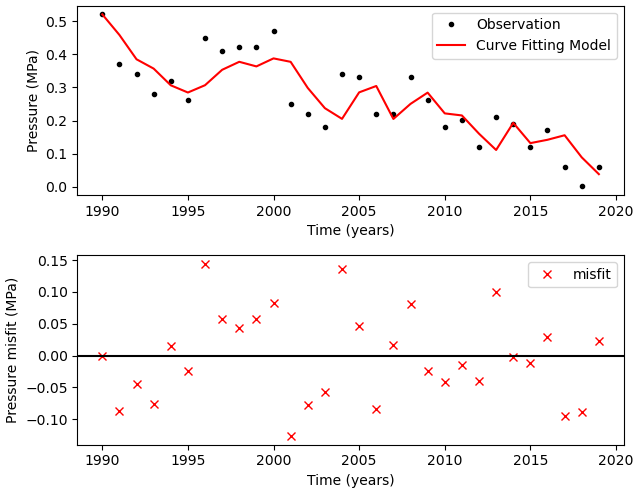 0.5
0.4
0.3
0.2
0.1
0.0
Pressure (MPa)
Observation
Curve Fitting Model
1990 1995 2000 2005 2010 2015 2020
Time (years)
0.15
0.10
0.05
0.00
−0.05
−0.10
Pressure misfit (MPa)
misfit
1990 1995 2000 2005 2010 2015 2020
Time (years)